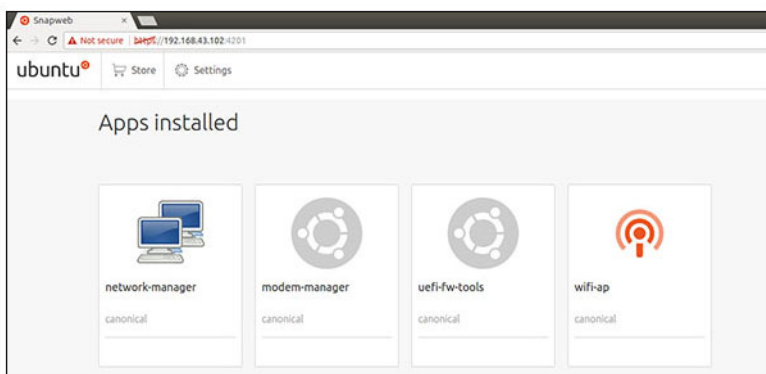 Snapweb
Not secure | https://192.168.43.102:4201
ubuntu
Store
Settings
Apps installed
network-manager
modem-manager
uefi-fw-tools
wifi-ap
canonical
canonical
canonical
canonical